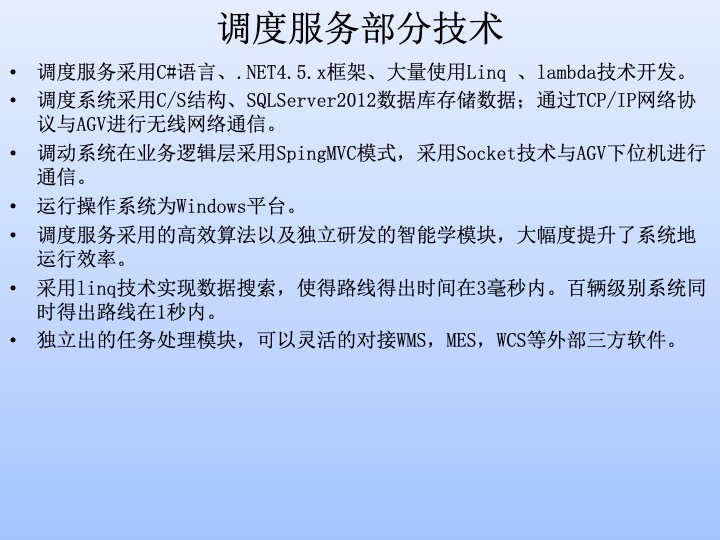 调度服务部分技术
• 调度服务采用C#语言、.NET4.5.x框架、大量使用Linq 、lambda技术开发。
• 调度系统采用C/S结构、SQLServer2012数据库存储数据；通过TCP/IP网络协
议与AGV进行无线网络通信。
• 调动系统在业务逻辑层采用SpingMVC模式，采用Socket技术与AGV下位机进行
通信。
• 运行操作系统为Windows平台。
• 调度服务采用的高效算法以及独立研发的智能学模块，大幅度提升了系统地
运行效率。
• 采用linq技术实现数据搜索，使得路线得出时间在3毫秒内。百辆级别系统同
时得出路线在1秒内。
• 独立出的任务处理模块，可以灵活的对接WMS，MES，WCS等外部三方软件。